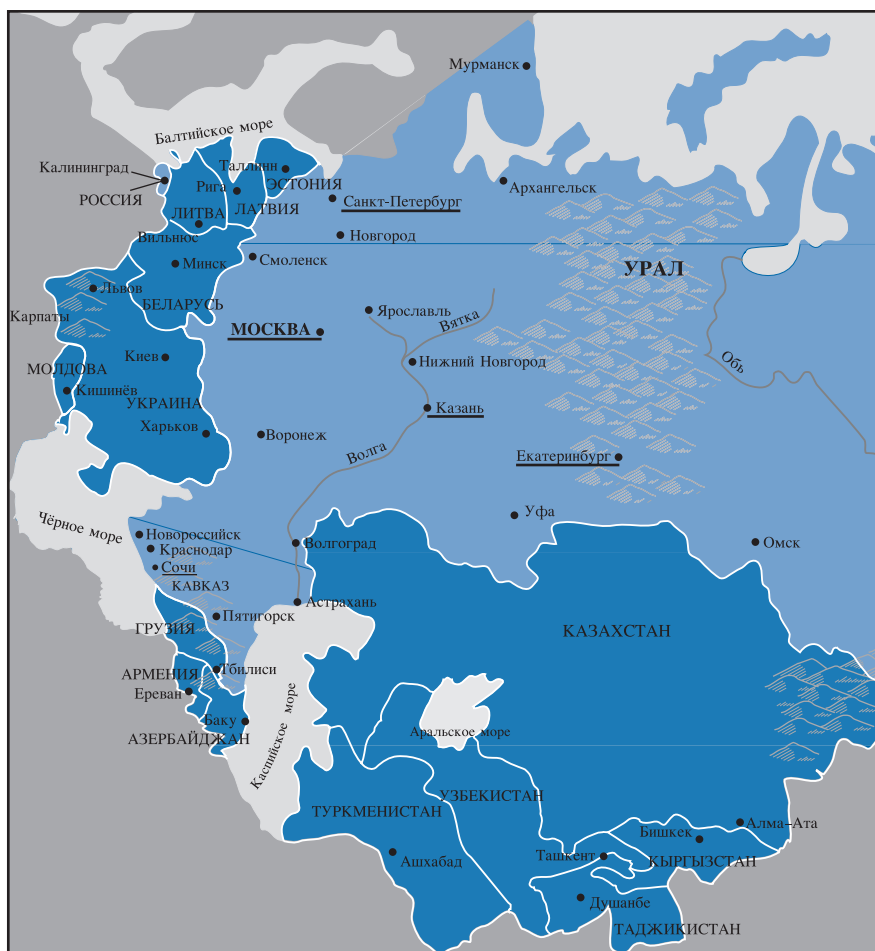 Мурманск
Балтийское море
Калининград
Таллинн
РОССИЯ
Рига
ЭСТОНИЯ
Архангельск
ЛИТВА
ЛАТВИЯ
Санкт-Петербург
Вильнюс
Новгород
Минск
Смоленск
УРАЛ
Львов
БЕЛАРУСЬ
Карпаты
Ярославль
Вятка
МОСКВА
Киев
Нижний Новгород
Обь
МОЛДОВА
Кишинёв
УКРАИНА
Казань
Харьков
Воронеж
Волга
Екатеринбург
Чёрное море
Уфа
Новороссийск
Краснодар
Волгоград
Омск
Сочи
КАВКАЗ
Астрахань
Пятигорск
ГРУЗИЯ
КАЗАХСТАН
АРМЕНИЯ
Тбилиси
Ереван
Баку
АЗЕРБАЙДЖАН
Каспийское море
Аральское море
ТУРКМЕНИСТАН
УЗБЕКИСТАН
Алма–Ата
Бишкек
Ашхабад
Ташкент
КЫРГЫЗСТАН
Душанбе
ТАДЖИКИСТАН